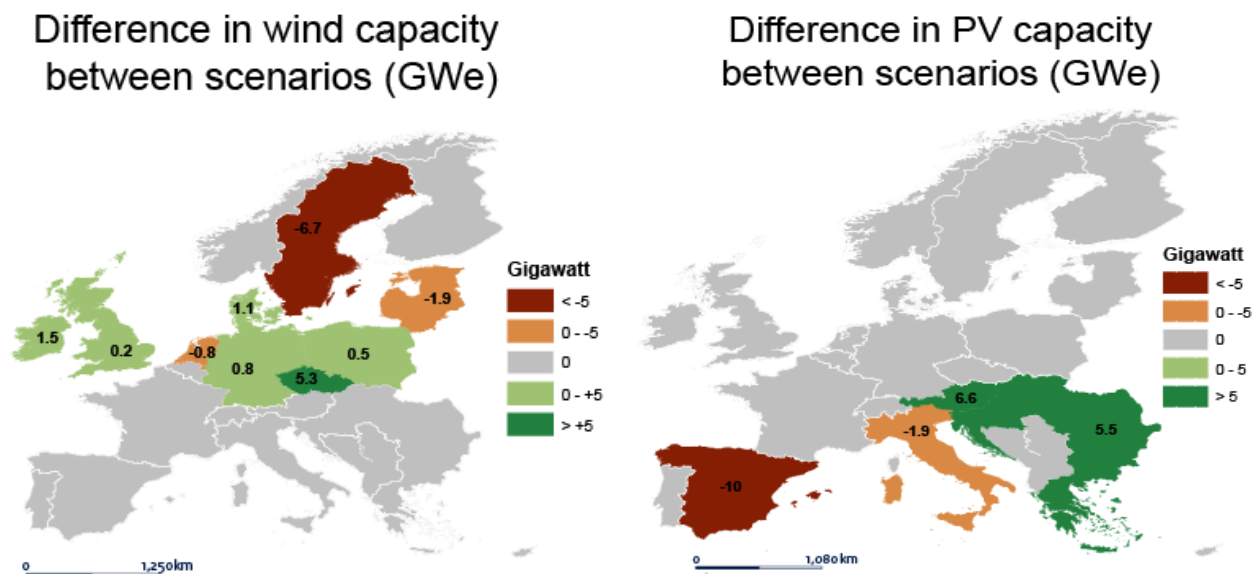 Difference in wind capacity
between scenarios (GWe)
-6.7
1.1
-1.9
1.5
0.2
-0.8
0.8
0.5
5.3
Gigawatt
< -5
0 - -5
0
0 - +5
> +5
0 1,250km
Difference in PV capacity
between scenarios (GWe)
6.6
-1.9
5.5
-10
Gigawatt
< -5
0 - -5
0
0 - 5
> 5
0 1,080km